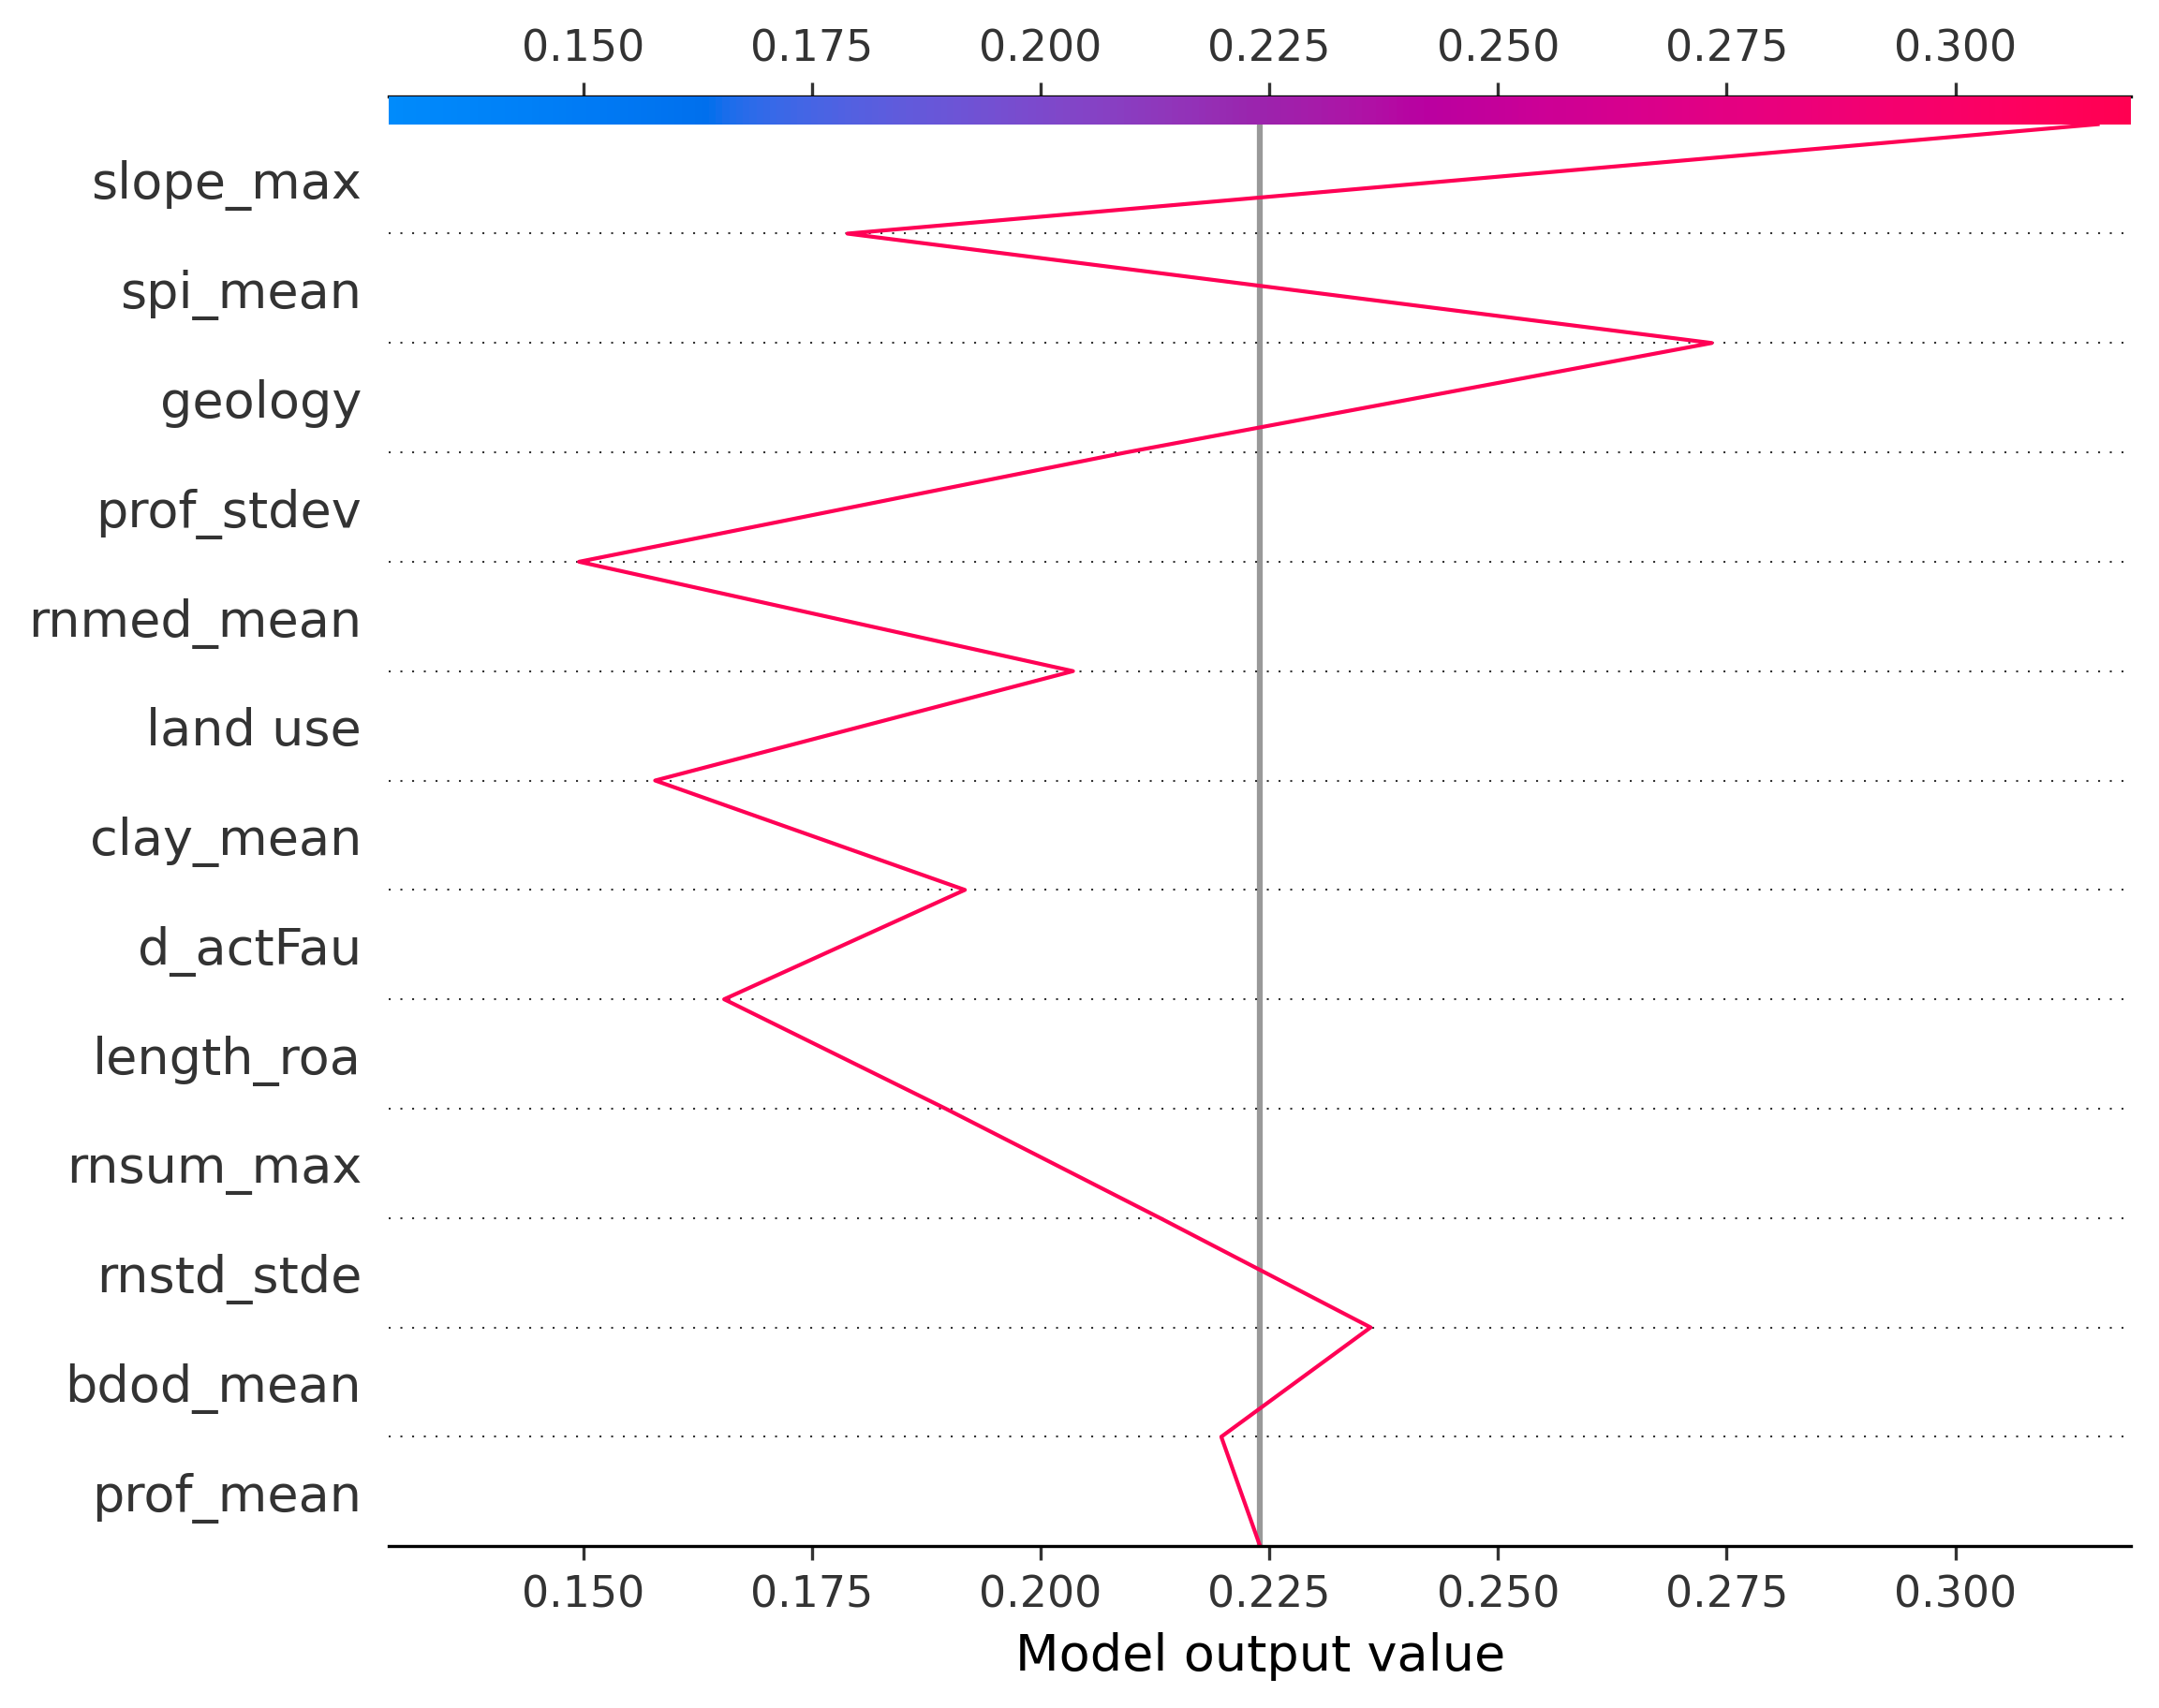 0.150 0.175 0.200 0.225 0.250 0.275 0.300
slope_max
spi_mean
geology
prof_stdev
rnmed_mean
land use
clay_mean
d_actFau
length_roa
rnsum_max
rnstd_stde
bdod_mean
prof_mean
0.150 0.175 0.200 0.225 0.250 0.275 0.300
Model output value